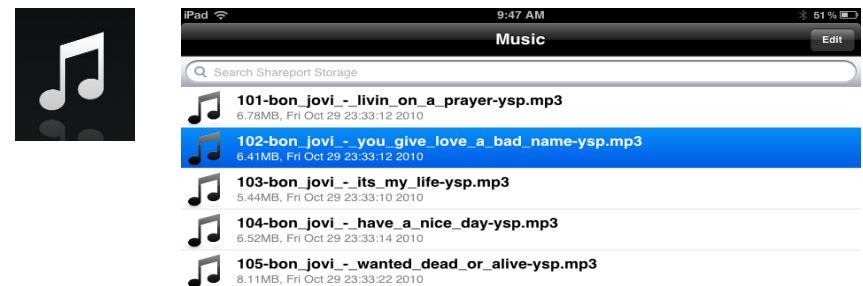 iPad 9:47 AM 51 %
Music
Edit
Search Shareport Storage
101-bon_jovi_-_livin_on_a_prayer-ysp.mp3
6.78MB, Fri Oct 29 23:33:12 2010
102-bon_jovi_-_you_give_love_a_bad_name-ysp.mp3
6.41MB, Fri Oct 29 23:33:12 2010
103-bon_jovi_-_its_my_life-ysp.mp3
5.44MB, Fri Oct 29 23:33:10 2010
104-bon_jovi_-_have_a_nice_day-ysp.mp3
6.52MB, Fri Oct 29 23:33:14 2010
105-bon_jovi_-_wanted_dead_or_alive-ysp.mp3
8.11MB, Fri Oct 29 23:33:22 2010